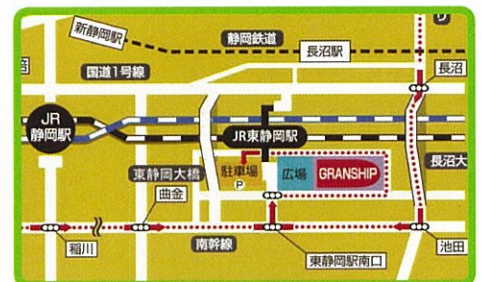 新静岡駅
静岡鉄道
長沼駅
国道1号線
長沼
JR
静岡駅
JR東静岡駅
東静岡大橋
駐車場
P
広場
GRANSHIP
長沼大
曲金
稲川
南幹線
東静岡駅南口
池田